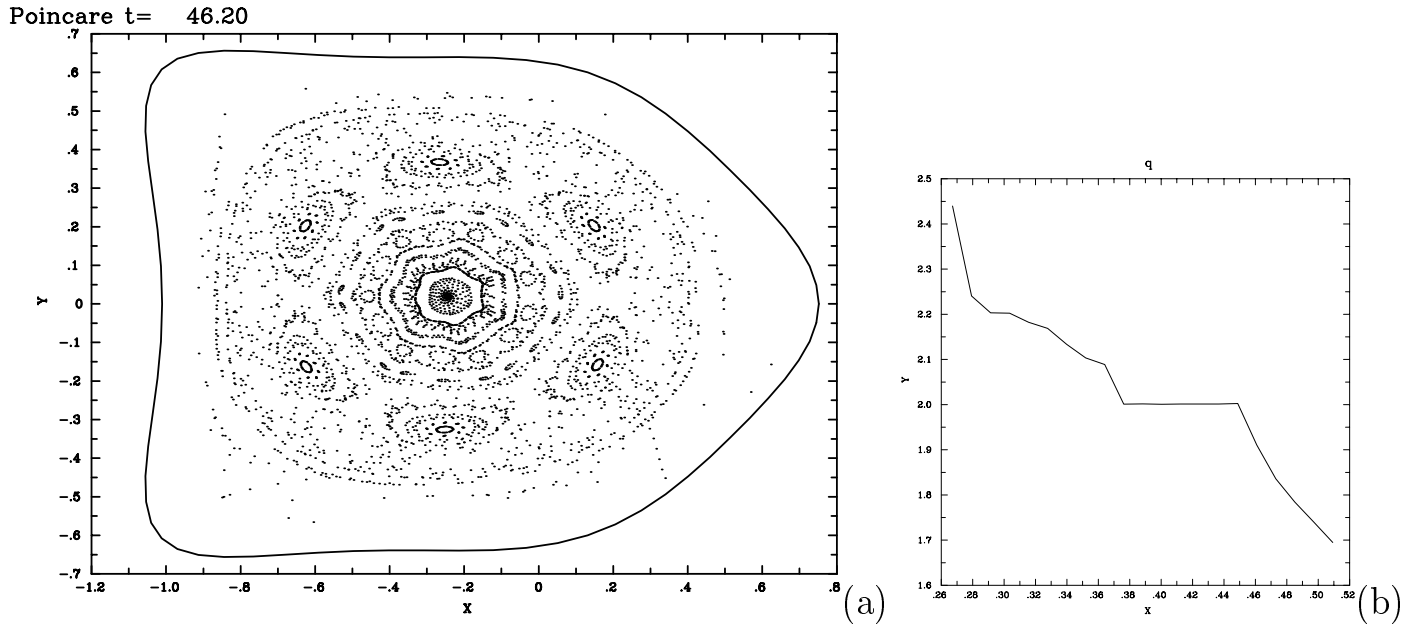 Poincare t= 46.20
.7
.6
.5
.4
.3
.2
.1
0
-.1
-.2
-.3
-.4
-.5
-.6
-.7
Y
-1.2 -1.0 -.8 -.6 -.4 -.2 0 .2 .4 .6 .8
X
(a)
q
2.5
2.4
2.3
2.2
2.1
2.0
1.9
1.8
1.7
1.6
Y
.26 .28 .30 .32 .34 .36 .38 .40 .42 .44 .46 .48 .50 .52
X
(b)